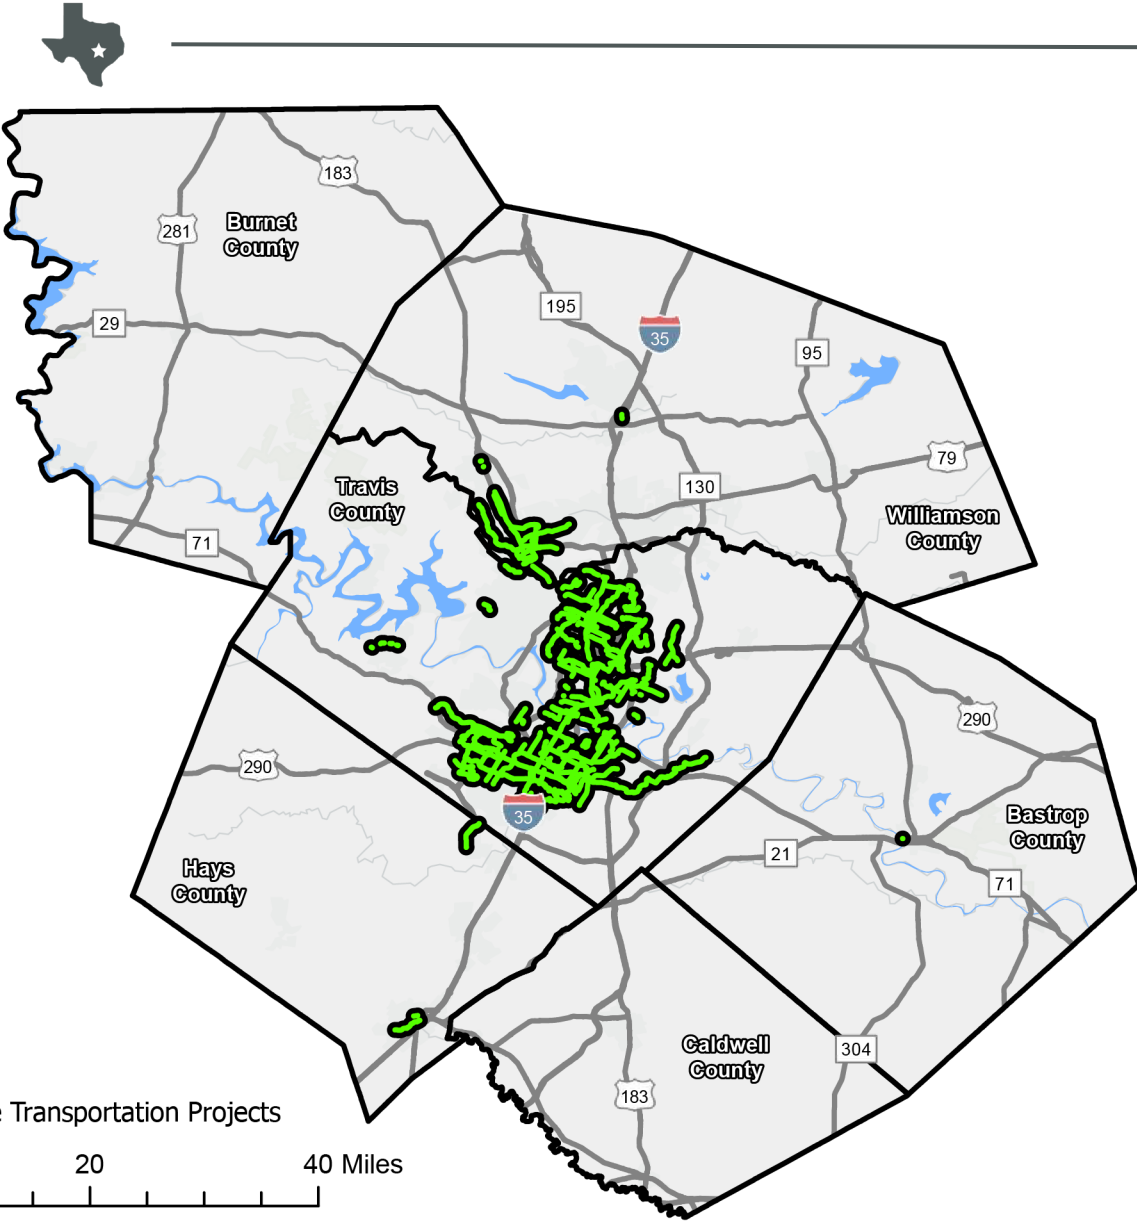 183
281
Burnet
County
195
35
29
95
79
Travis
County
130
Williamson
County
71
290
290
35
Bastrop
County
21
Hays
County
71
Caldwell
County
304
183
Transportation Projects
20
40 Miles